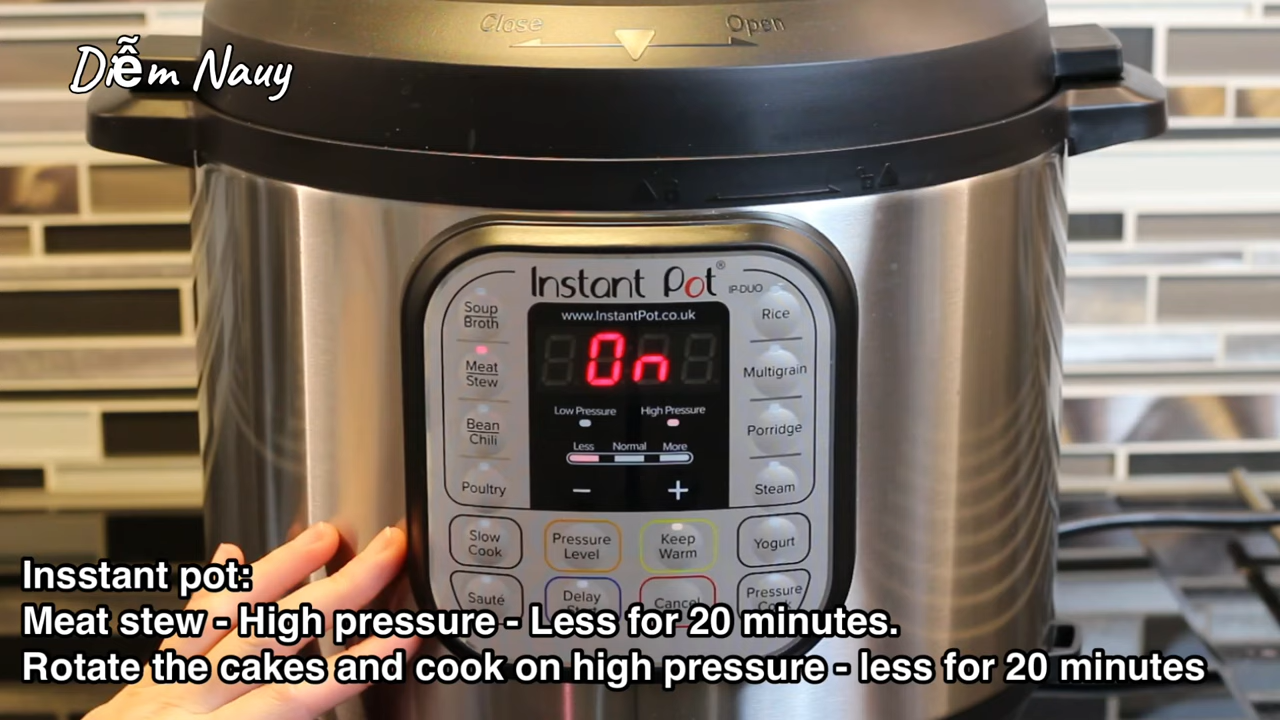 Close Open
Diễm Nauy
Instant Pot® IP-DUO
www.InstantPot.co.uk
On
Soup
Broth
Meat
Stew
Bean
Chili
Poultry
Low Pressure High Pressure
Less Normal More
− +
Rice
Multigrain
Porridge
Steam
Slow
Cook
Pressure
Level
Keep
Warm
Yogurt
Sauté
Delay
Cancel
Pressure
Insstant pot:
Meat stew - High pressure - Less for 20 minutes.
Rotate the cakes and cook on high pressure - less for 20 minutes